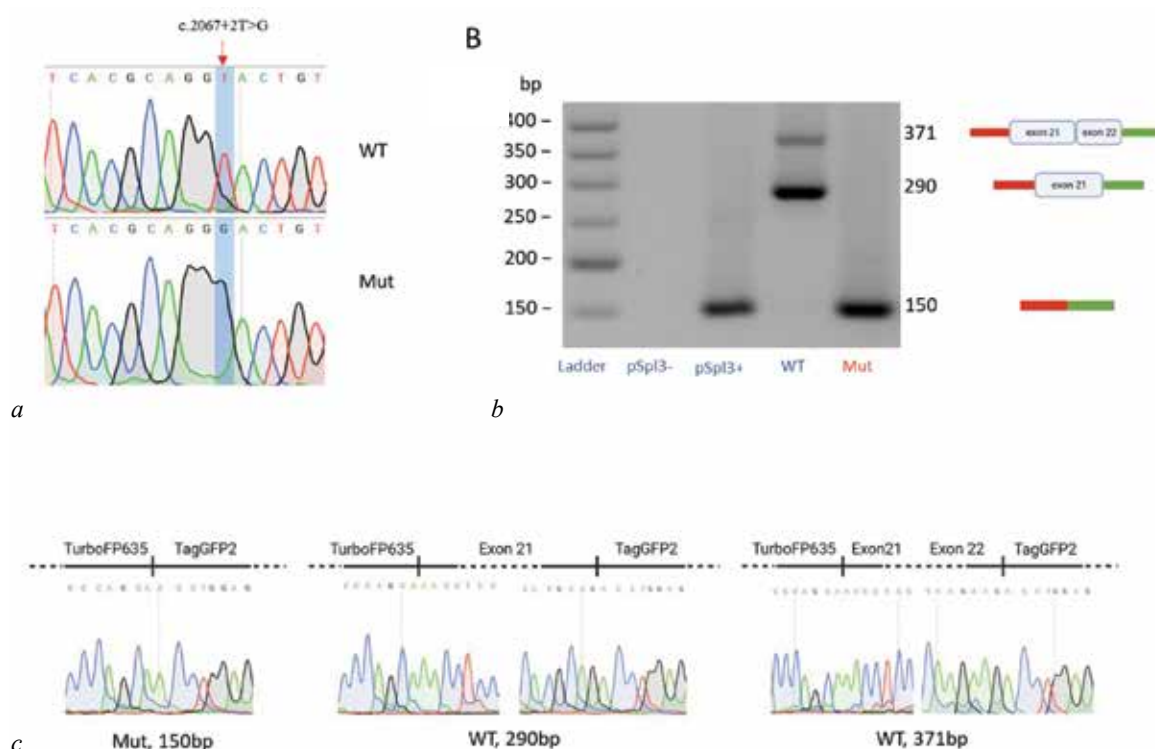 c.2067+2T>G
T C A C G C A G G T A C T G T
WT
T C A C G C A G G G A C T G T
Mut
a
B
bp
400 –
350 –
300 –
250 –
200 –
150 –
371
290
150
exon 21
exon 22
exon 21
Ladder
pSpl3-
pSpl3+
WT
Mut
b
TurboFP635
TagGFP2
TurboFP635
Exon 21
TagGFP2
TurboFP635
Exon21
Exon 22
TagGFP2
Mut, 150bp
WT, 290bp
WT, 371bp
c